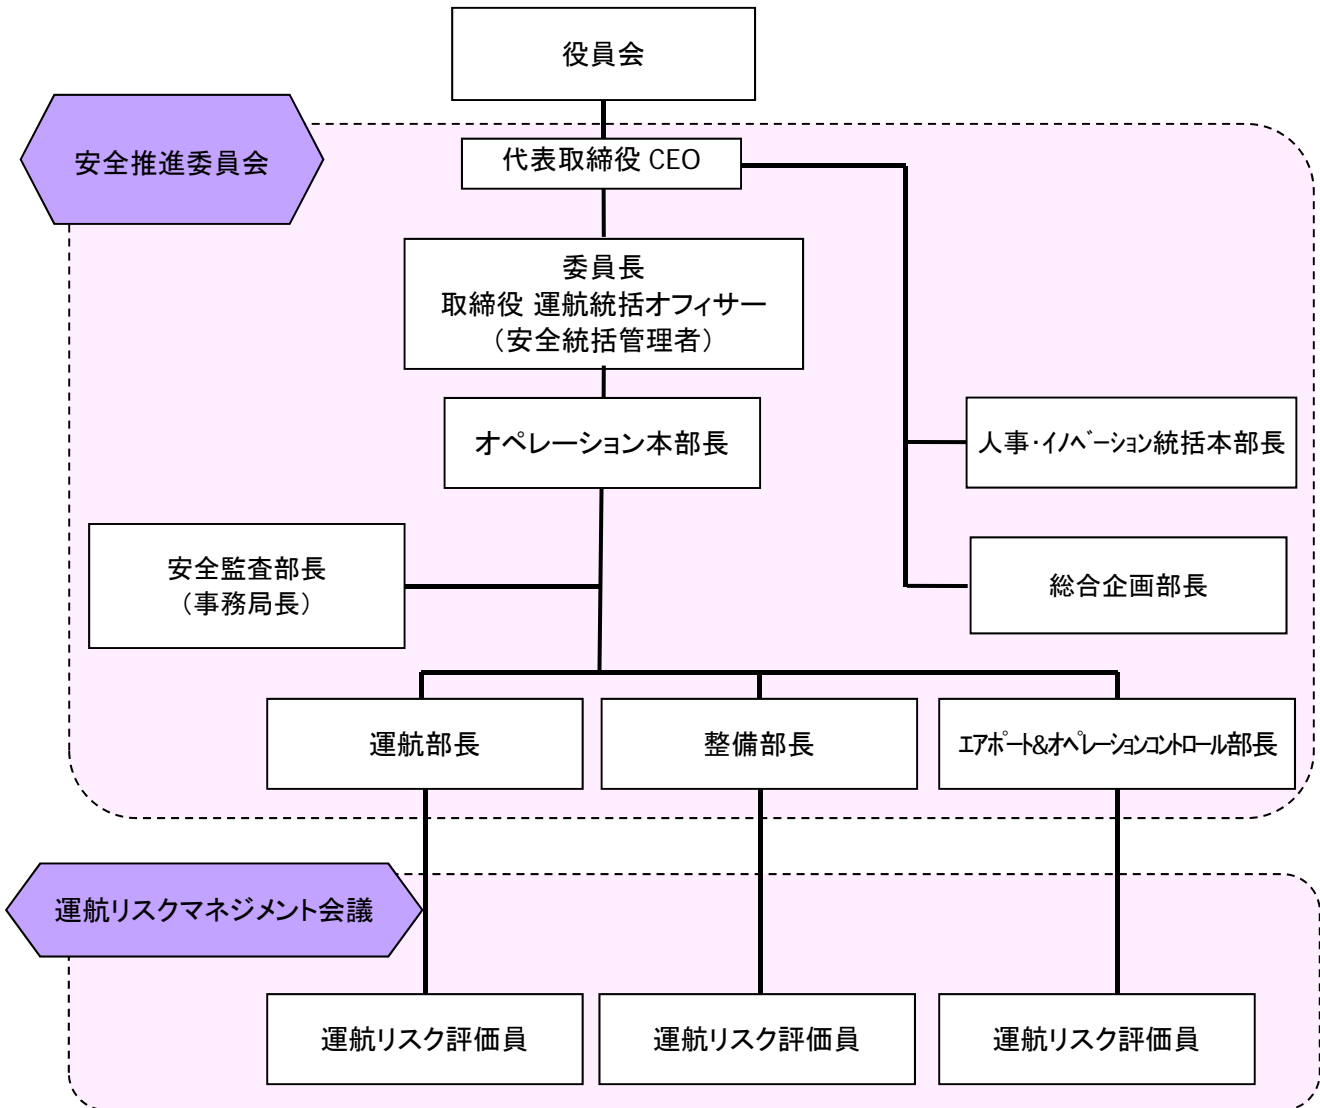 役員会
安全推進委員会
代表取締役 CEO
委員長
取締役 運航統括オフィサー
（安全統括管理者）
オペレーション本部長
人事･ｲﾉﾍﾞｰｼｮﾝ統括本部長
安全監査部長
（事務局長）
総合企画部長
運航部長
整備部長
ｴｱﾎﾟｰﾄ&ｵﾍﾟﾚｰｼｮﾝｺﾝﾄﾛｰﾙ部長
運航リスクマネジメント会議
運航リスク評価員
運航リスク評価員
運航リスク評価員